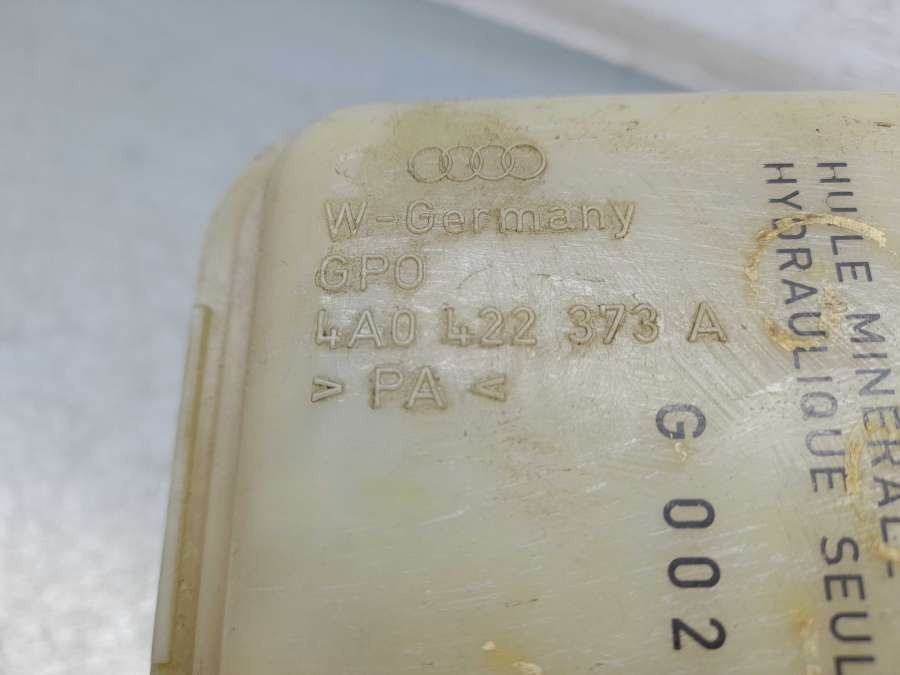 W-Germany
GPO
4A0 422 373 A
> PA <
G 002
HUILE MINERAL-
HYDRAULIQUE SEUL